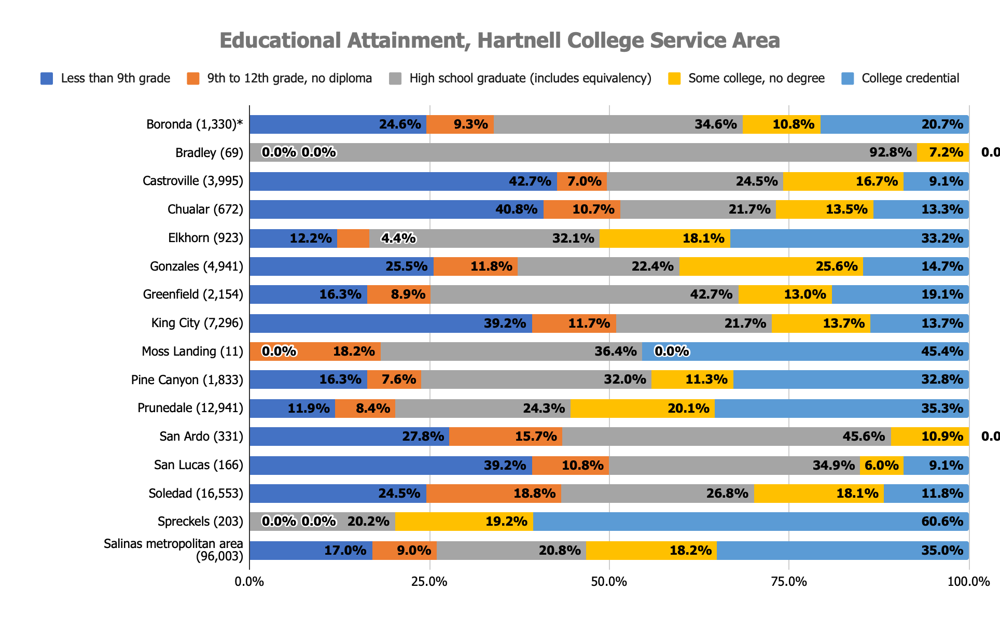 Educational Attainment, Hartnell College Service Area
Less than 9th grade 9th to 12th grade, no diploma High school graduate (includes equivalency) Some college, no degree College credential
Boronda (1,330)* 24.6% 9.3% 34.6% 10.8% 20.7%
Bradley (69) 0.0% 0.0% 92.8% 7.2% 0.0
Castroville (3,995) 42.7% 7.0% 24.5% 16.7% 9.1%
Chualar (672) 40.8% 10.7% 21.7% 13.5% 13.3%
Elkhorn (923) 12.2% 4.4% 32.1% 18.1% 33.2%
Gonzales (4,941) 25.5% 11.8% 22.4% 25.6% 14.7%
Greenfield (2,154) 16.3% 8.9% 42.7% 13.0% 19.1%
King City (7,296) 39.2% 11.7% 21.7% 13.7% 13.7%
Moss Landing (11) 0.0% 18.2% 36.4% 0.0% 45.4%
Pine Canyon (1,833) 16.3% 7.6% 32.0% 11.3% 32.8%
Prunedale (12,941) 11.9% 8.4% 24.3% 20.1% 35.3%
San Ardo (331) 27.8% 15.7% 45.6% 10.9% 0.0
San Lucas (166) 39.2% 10.8% 34.9% 6.0% 9.1%
Soledad (16,553) 24.5% 18.8% 26.8% 18.1% 11.8%
Spreckels (203) 0.0% 0.0% 20.2% 19.2% 60.6%
Salinas metropolitan area
(96,003) 17.0% 9.0% 20.8% 18.2% 35.0%
0.0% 25.0% 50.0% 75.0% 100.0%